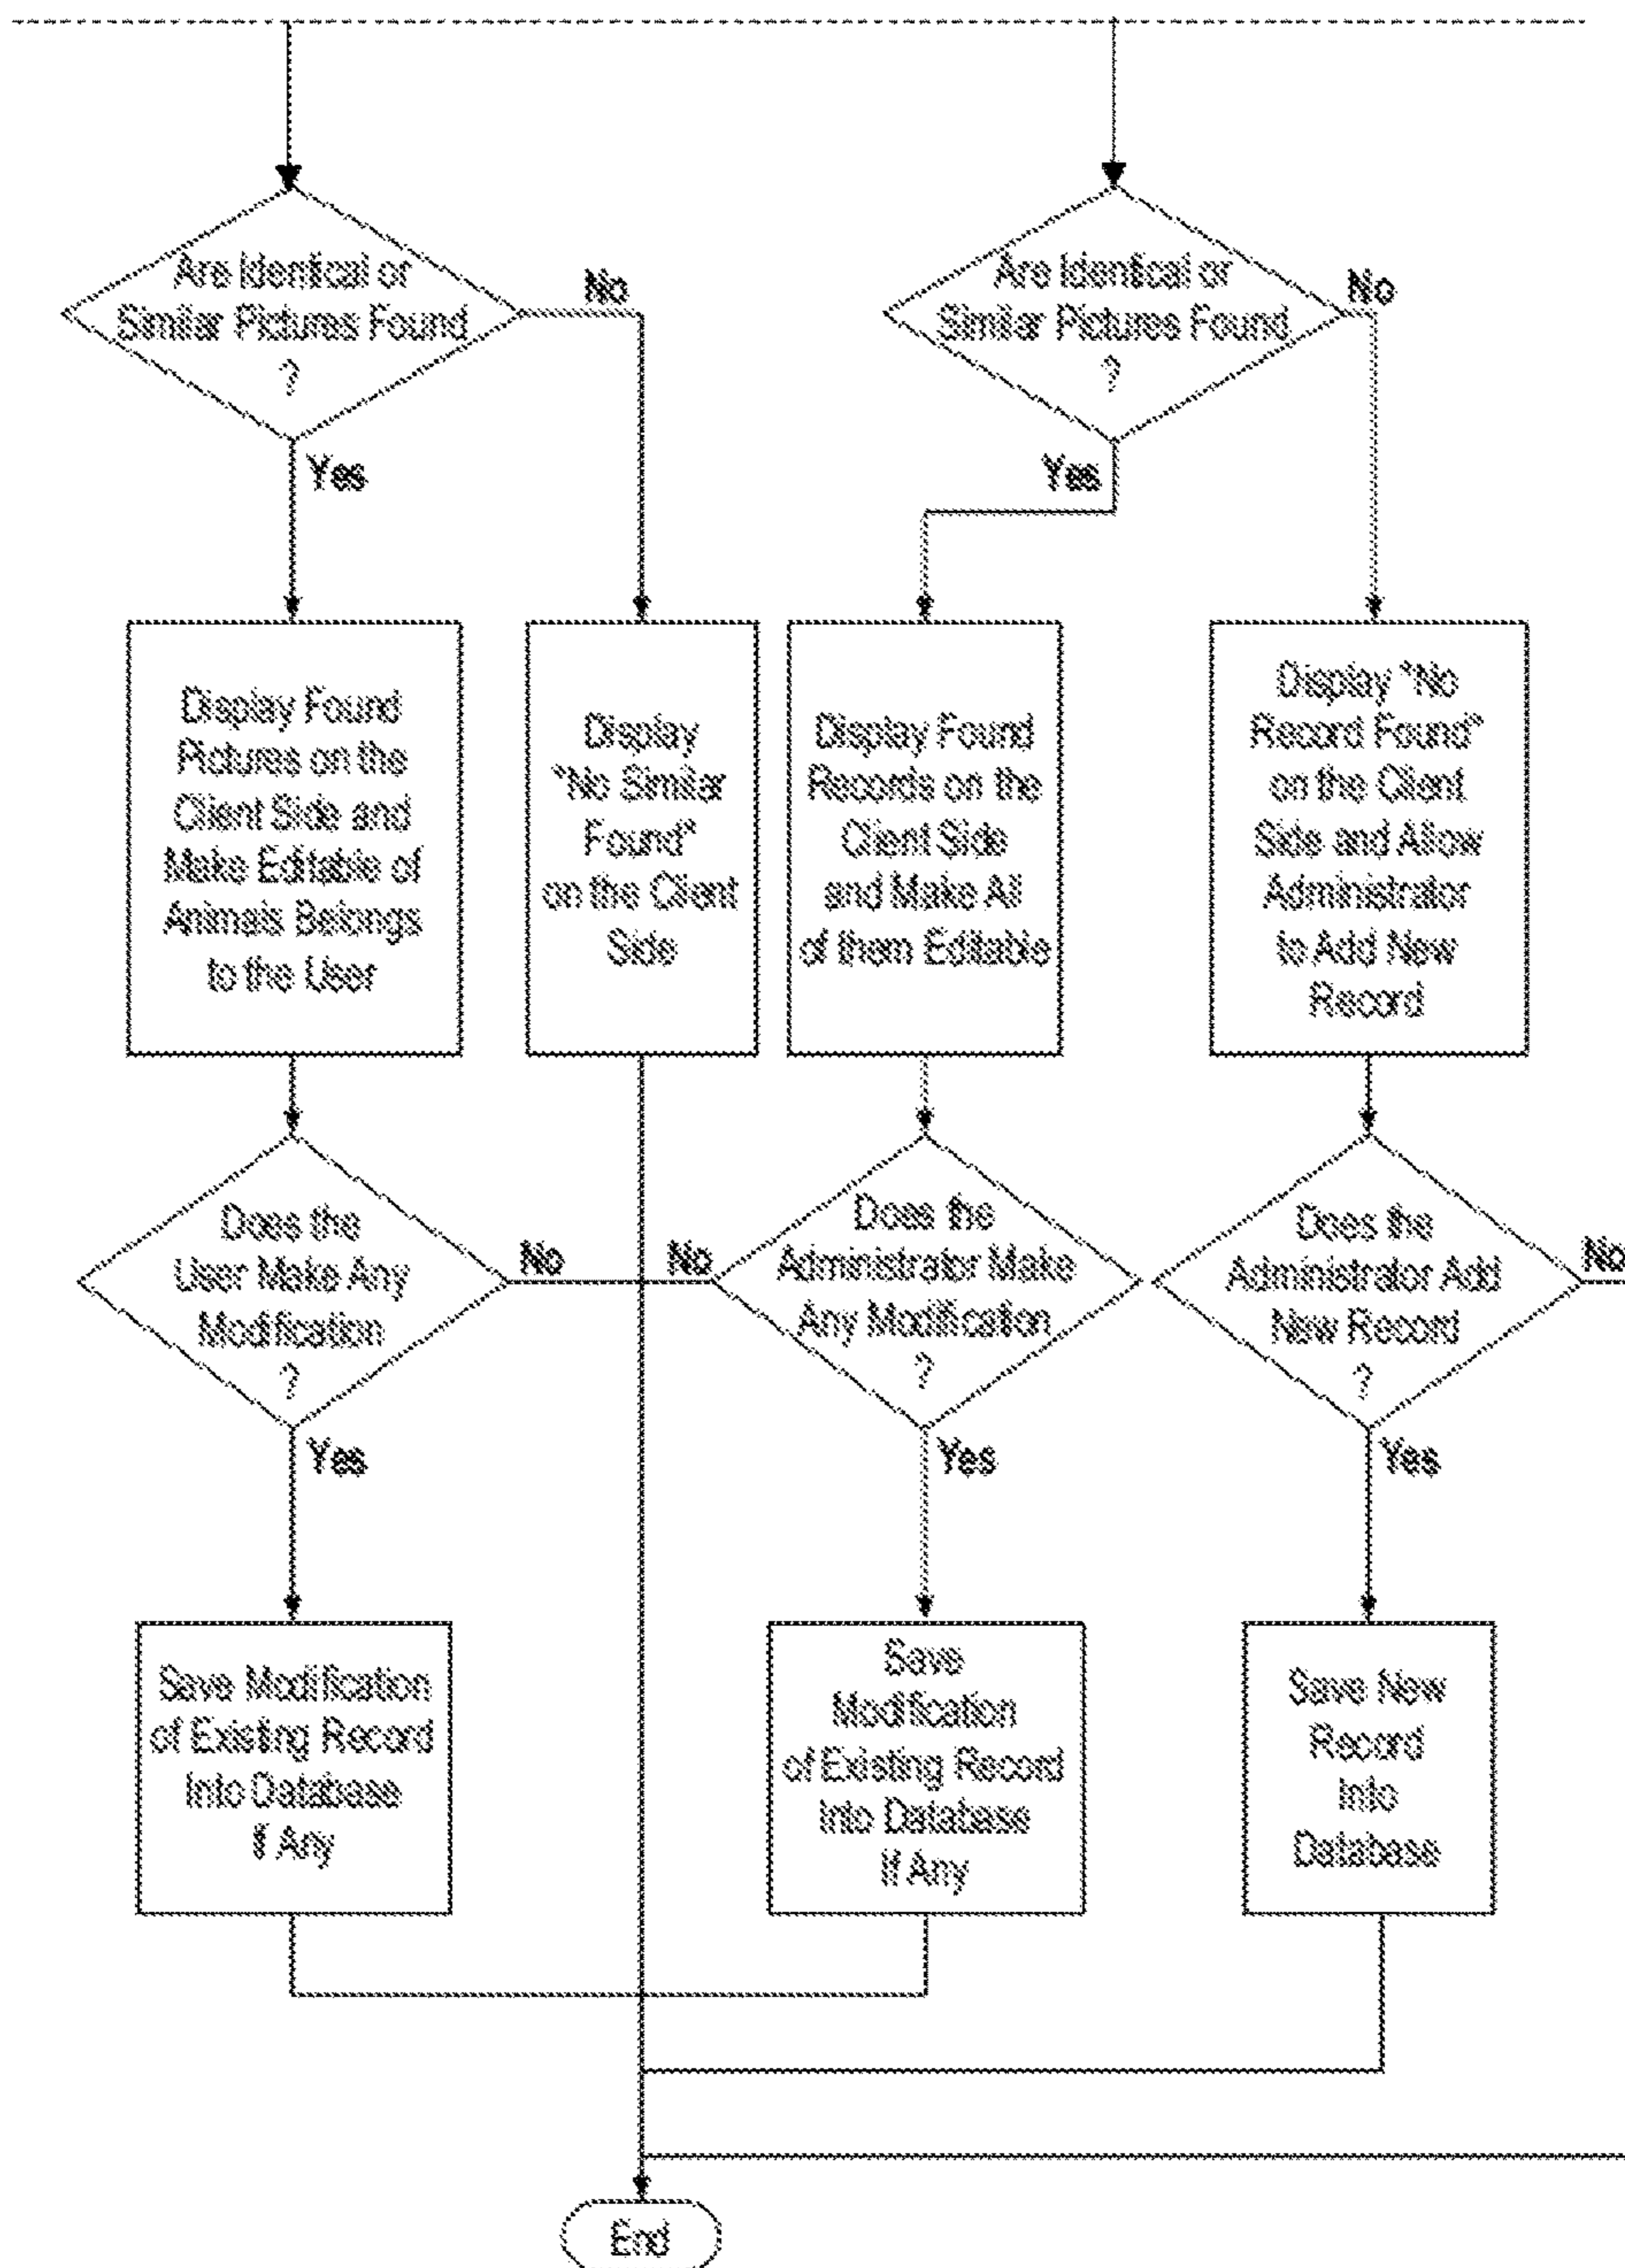 Are Identical or
Similar Pictures Found
?
No
Yes
Are Identical or
Similar Pictures Found
?
No
Yes
Display Found
Pictures on the
Client Side and
Make Editable of
Animals Belongs
to the User
Display
"No Similar
Found"
on the Client
Side
Display Found
Records on the
Client Side
and Make All
of them Editable
Display "No
Record Found"
on the Client
Side and Allow
Administrator
to Add New
Record
Does the
User Make Any
Modification
?
No
Yes
No
Does the
Administrator Make
Any Modification
?
Yes
Does the
Administrator Add
New Record
?
No
Yes
Save Modification
of Existing Record
Into Database
If Any
Save
Modification
of Existing Record
Into Database
If Any
Save New
Record
Into
Database
End